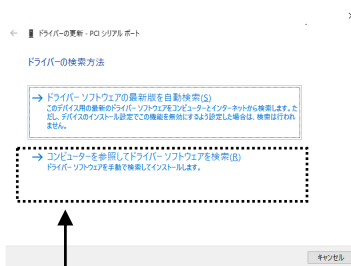 ドライバーの更新 - PCI シリアル ポート
ドライバーの検索方法
→ ドライバー ソフトウェアの最新版を自動検索(S)
このデバイス用の最新のドライバー ソフトウェアをコンピューターとインターネットから検索します。た
だし、デバイスのインストール設定でこの機能を無効にするよう設定した場合は、検索は行われ
ません。
→ コンピューターを参照してドライバー ソフトウェアを検索(R)
ドライバー ソフトウェアを手動で検索してインストールします。
キャンセル